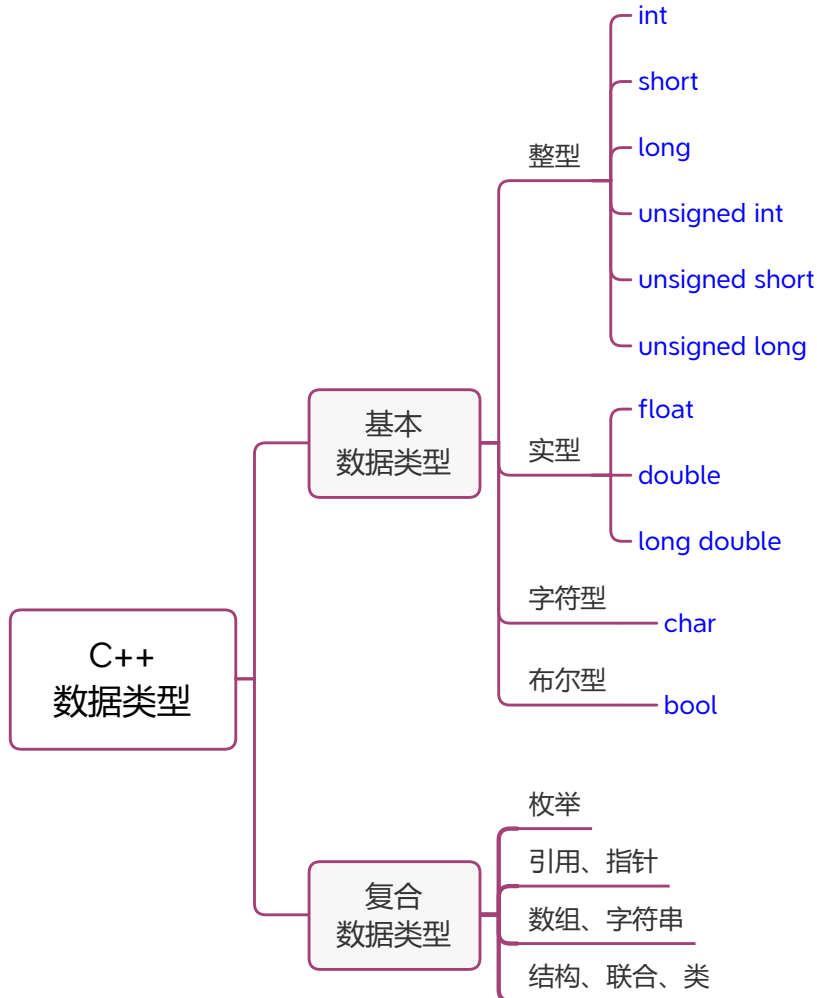 int
short
整型
long
unsigned int
unsigned short
unsigned long
基本
数据类型
float
实型
double
long double
字符型
char
布尔型
bool
C++
数据类型
枚举
引用、指针
复合
数据类型
数组、字符串
结构、联合、类